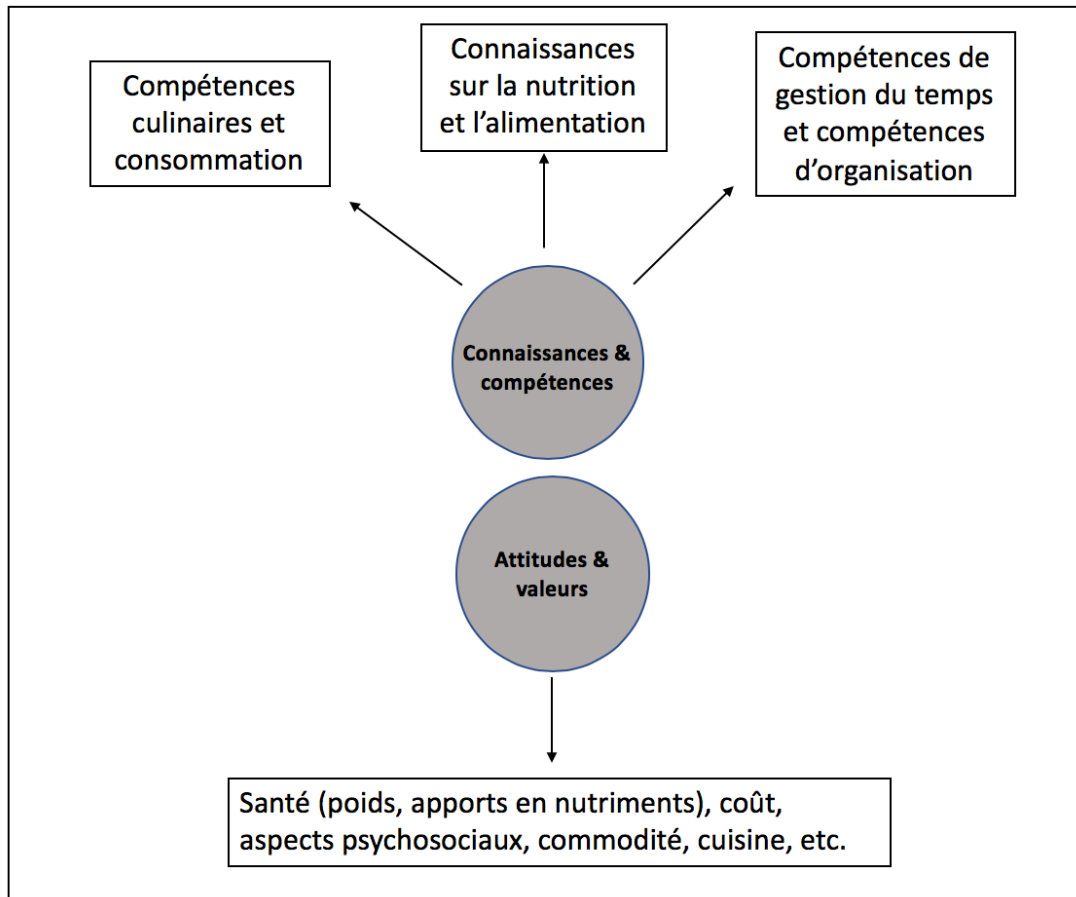 Compétences
culinaires et
consommation
Connaissances
sur la nutrition
et l’alimentation
Compétences de
gestion du temps
et compétences
d’organisation
Connaissances &
compétences
Attitudes &
valeurs
Santé (poids, apports en nutriments), coût,
aspects psychosociaux, commodité, cuisine, etc.